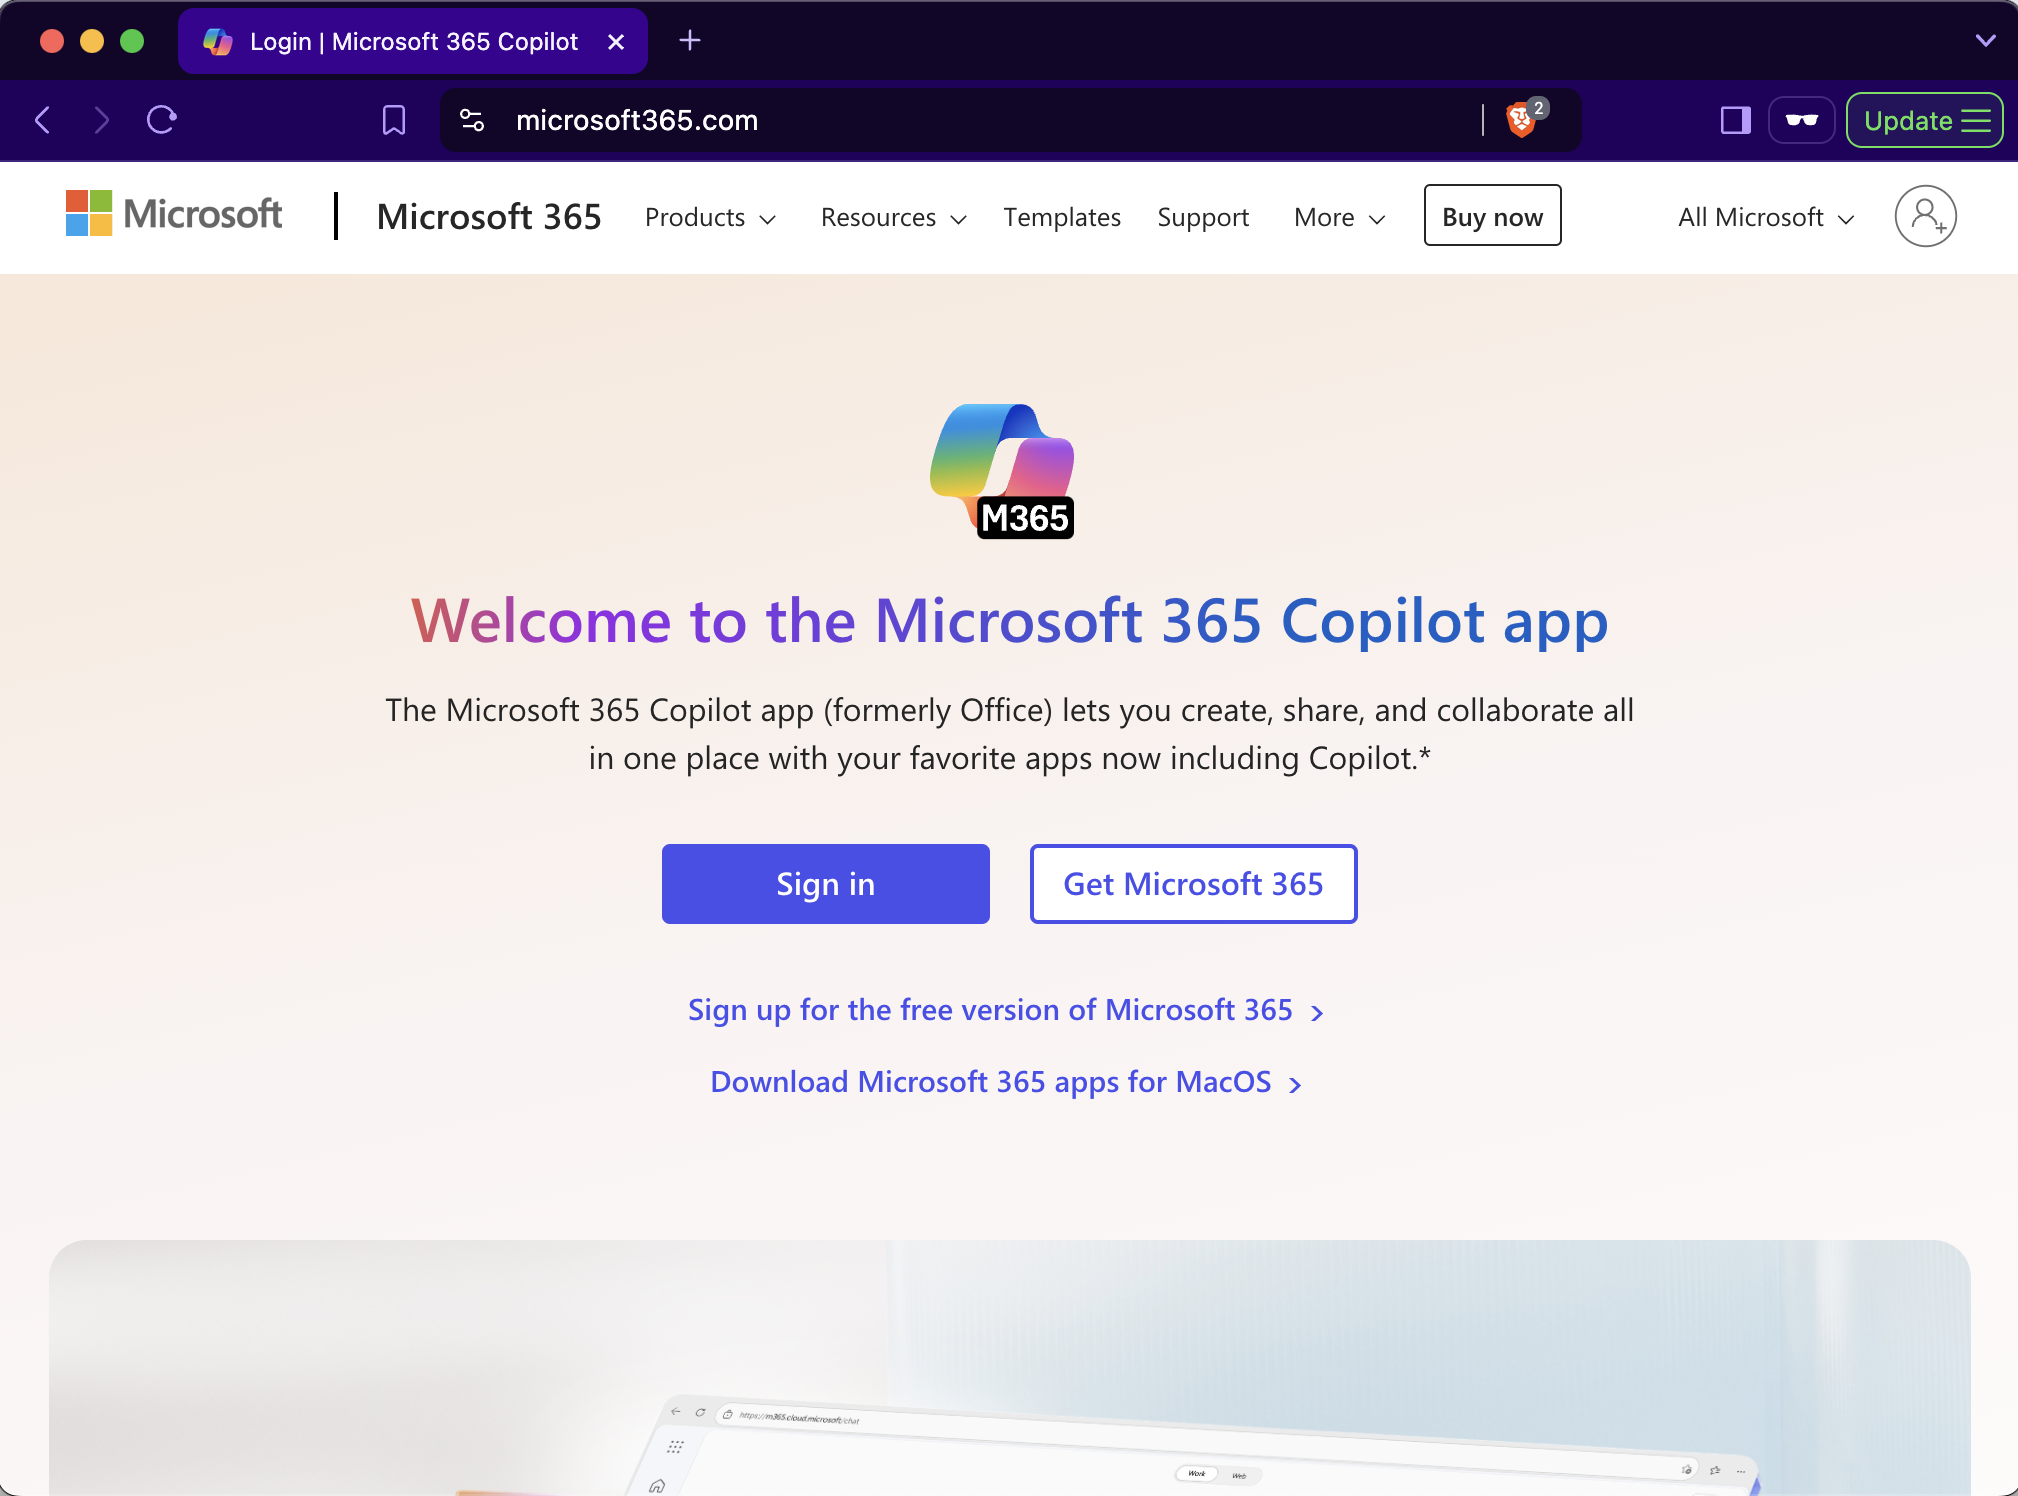 Login | Microsoft 365 Copilot
microsoft365.com
2
Update
Microsoft
Microsoft 365
Products
Resources
Templates
Support
More
Buy now
All Microsoft
M365
Welcome to the Microsoft 365 Copilot app
The Microsoft 365 Copilot app (formerly Office) lets you create, share, and collaborate all
in one place with your favorite apps now including Copilot.*
Sign in
Get Microsoft 365
Sign up for the free version of Microsoft 365
Download Microsoft 365 apps for MacOS
https://m365.cloud.microsoft/chat
Work
Web